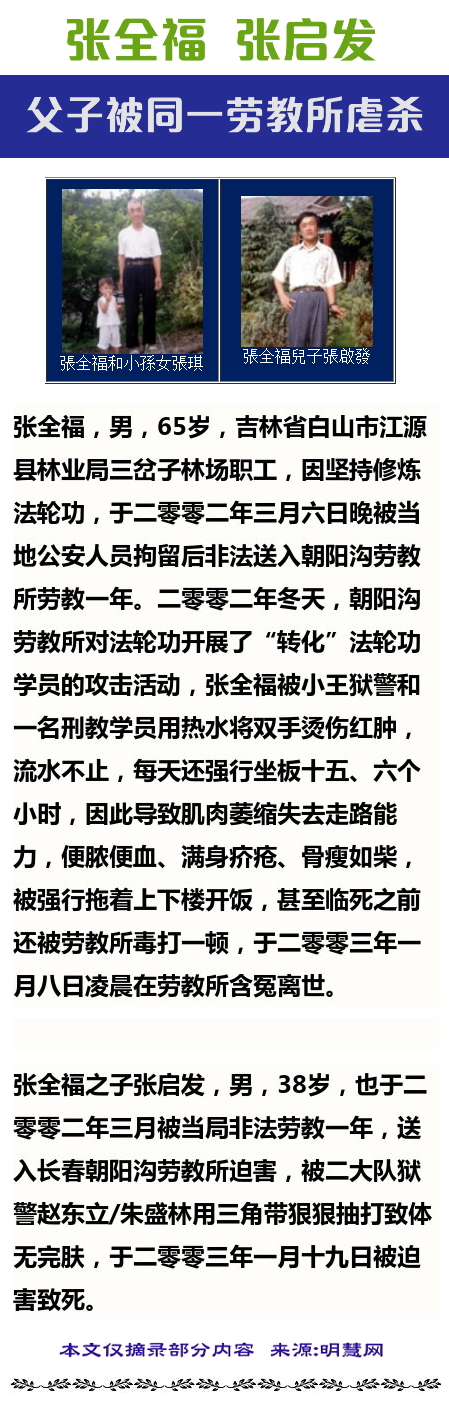 张全福 张启发
父子被同一劳教所虐杀
張全福和小孫女張琪
張全福兒子張啟發
张全福，男，65岁，吉林省白山市江源
县林业局三岔子林场职工，因坚持修炼
法轮功，于二零零二年三月六日晚被当
地公安人员拘留后非法送入朝阳沟劳教
所劳教一年。二零零二年冬天，朝阳沟
劳教所对法轮功开展了“转化”法轮功
学员的攻击活动，张全福被小王狱警和
一名刑教学员用热水将双手烫伤红肿，
流水不止，每天还强行坐板十五、六个
小时，因此导致肌肉萎缩失去走路能
力，便脓便血、满身疥疮、骨瘦如柴，
被强行拖着上下楼开饭，甚至临死之前
还被劳教所毒打一顿，于二零零三年一
月八日凌晨在劳教所含冤离世。
张全福之子张启发，男，38岁，也于二
零零二年三月被当局非法劳教一年，送
入长春朝阳沟劳教所迫害，被二大队狱
警赵东立/朱盛林用三角带狠狠抽打致体
无完肤，于二零零三年一月十九日被迫
害致死。
本文仅摘录部分内容 来源:明慧网